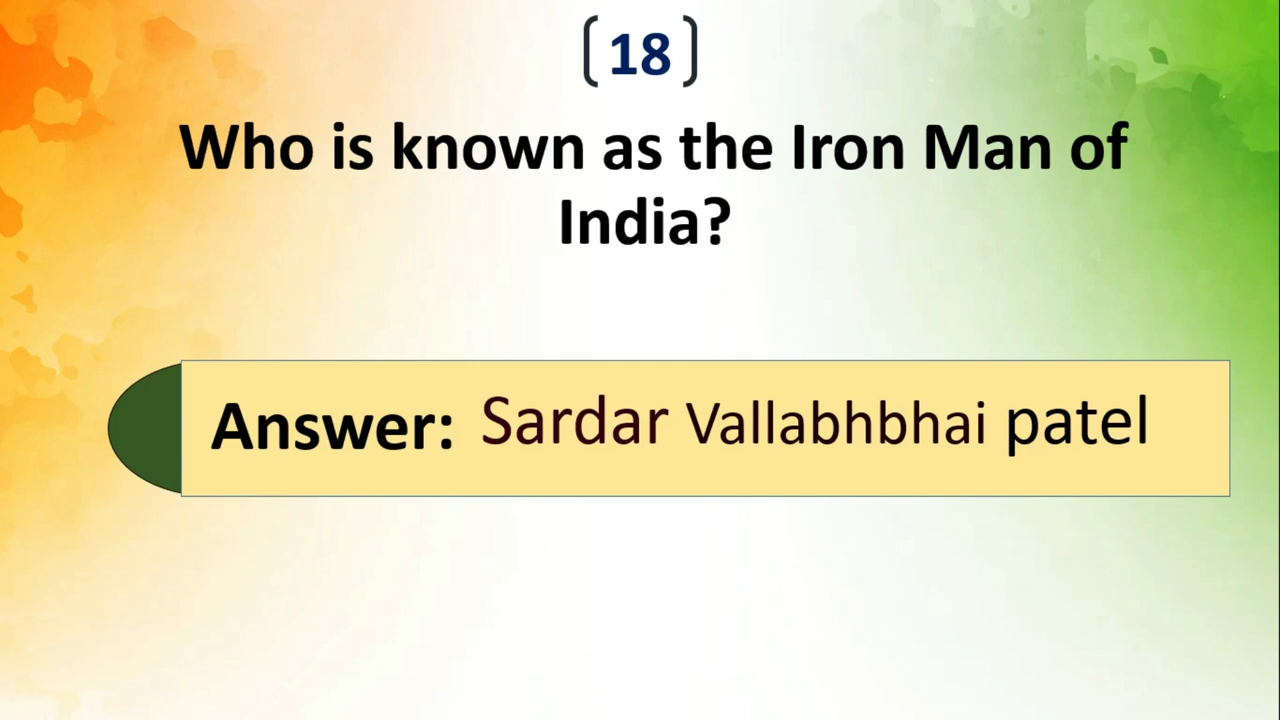 [18]
Who is known as the Iron Man of
India?
Answer: Sardar Vallabhbhai patel